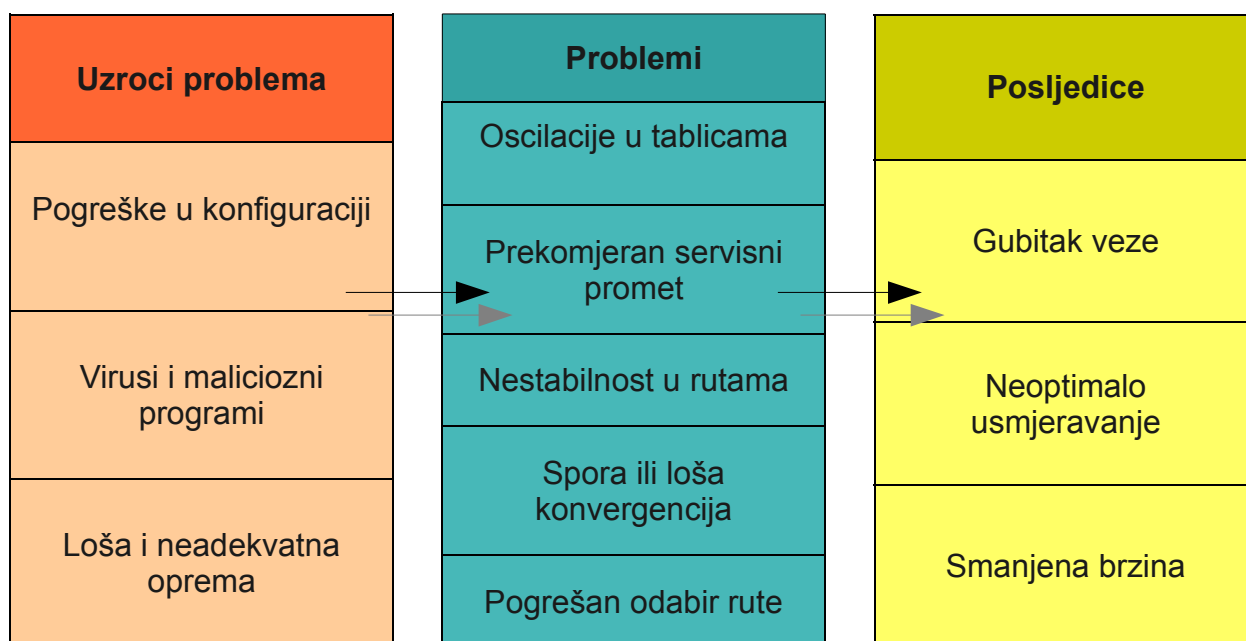 Uzroci problema
Pogreške u konfiguraciji
Virusi i maliciozni
programi
Loša i neadekvatna
oprema
Problemi
Oscilacije u tablicama
Prekomjeran servisni
promet
Nestabilnost u rutama
Spora ili loša
konvergencija
Pogrešan odabir rute
Posljedice
Gubitak veze
Neoptimalo
usmjeravanje
Smanjena brzina